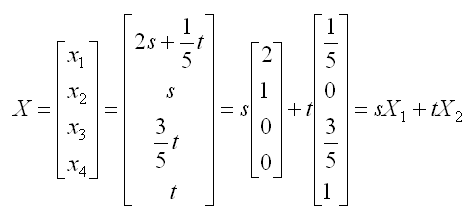 X = [x₁ x₂ x₃ x₄] = [2s + 1/5 t s 3/5 t t] = s [2 1 0 0] + t [1/5 0 3/5 1] = sX₁ + tX₂